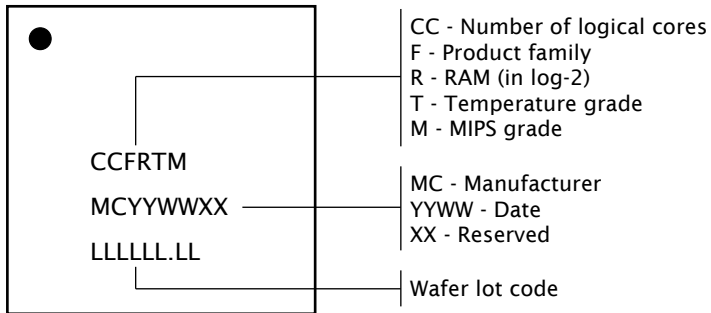 CCFRTM
MCYYWWXX
LLLLLL.LL
CC - Number of logical cores
F - Product family
R - RAM (in log-2)
T - Temperature grade
M - MIPS grade
MC - Manufacturer
YYWW - Date
XX - Reserved
Wafer lot code